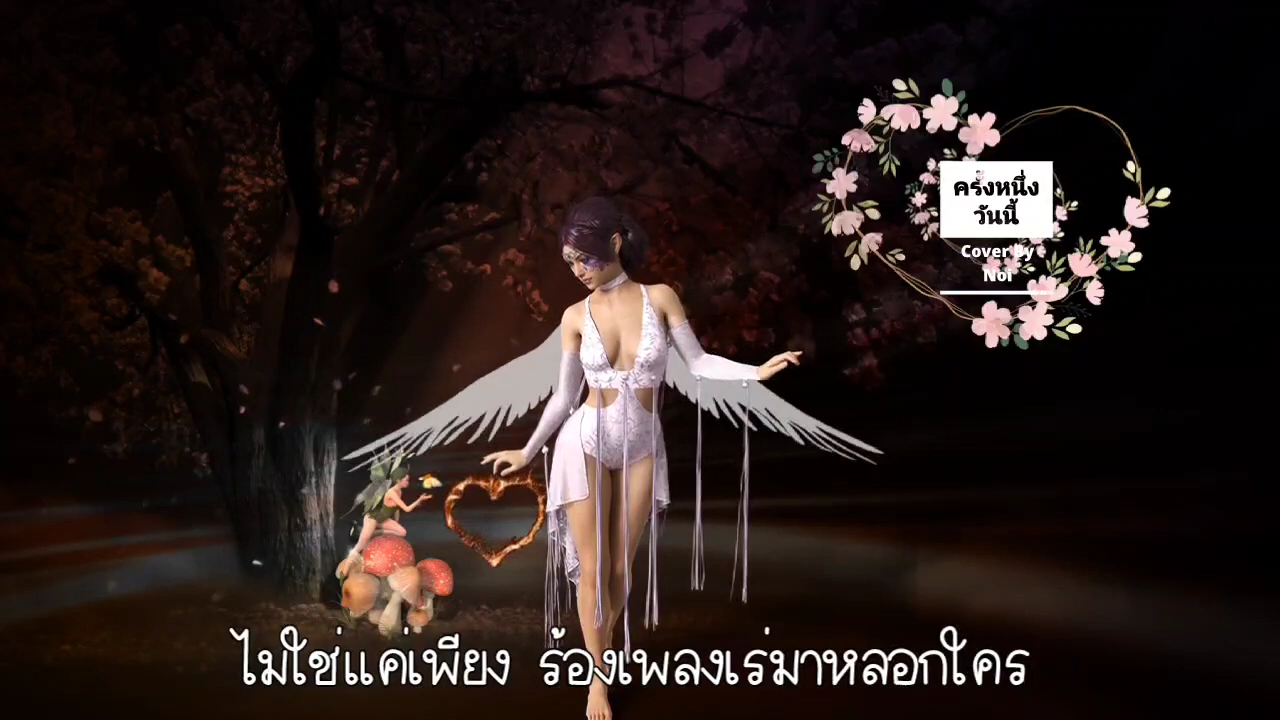 ครั้งหนึ่ง
วันนี้
Cover By
Noi
ไม่ใช่แค่เพียง ร้องเพลงเร่มาหลอกใคร